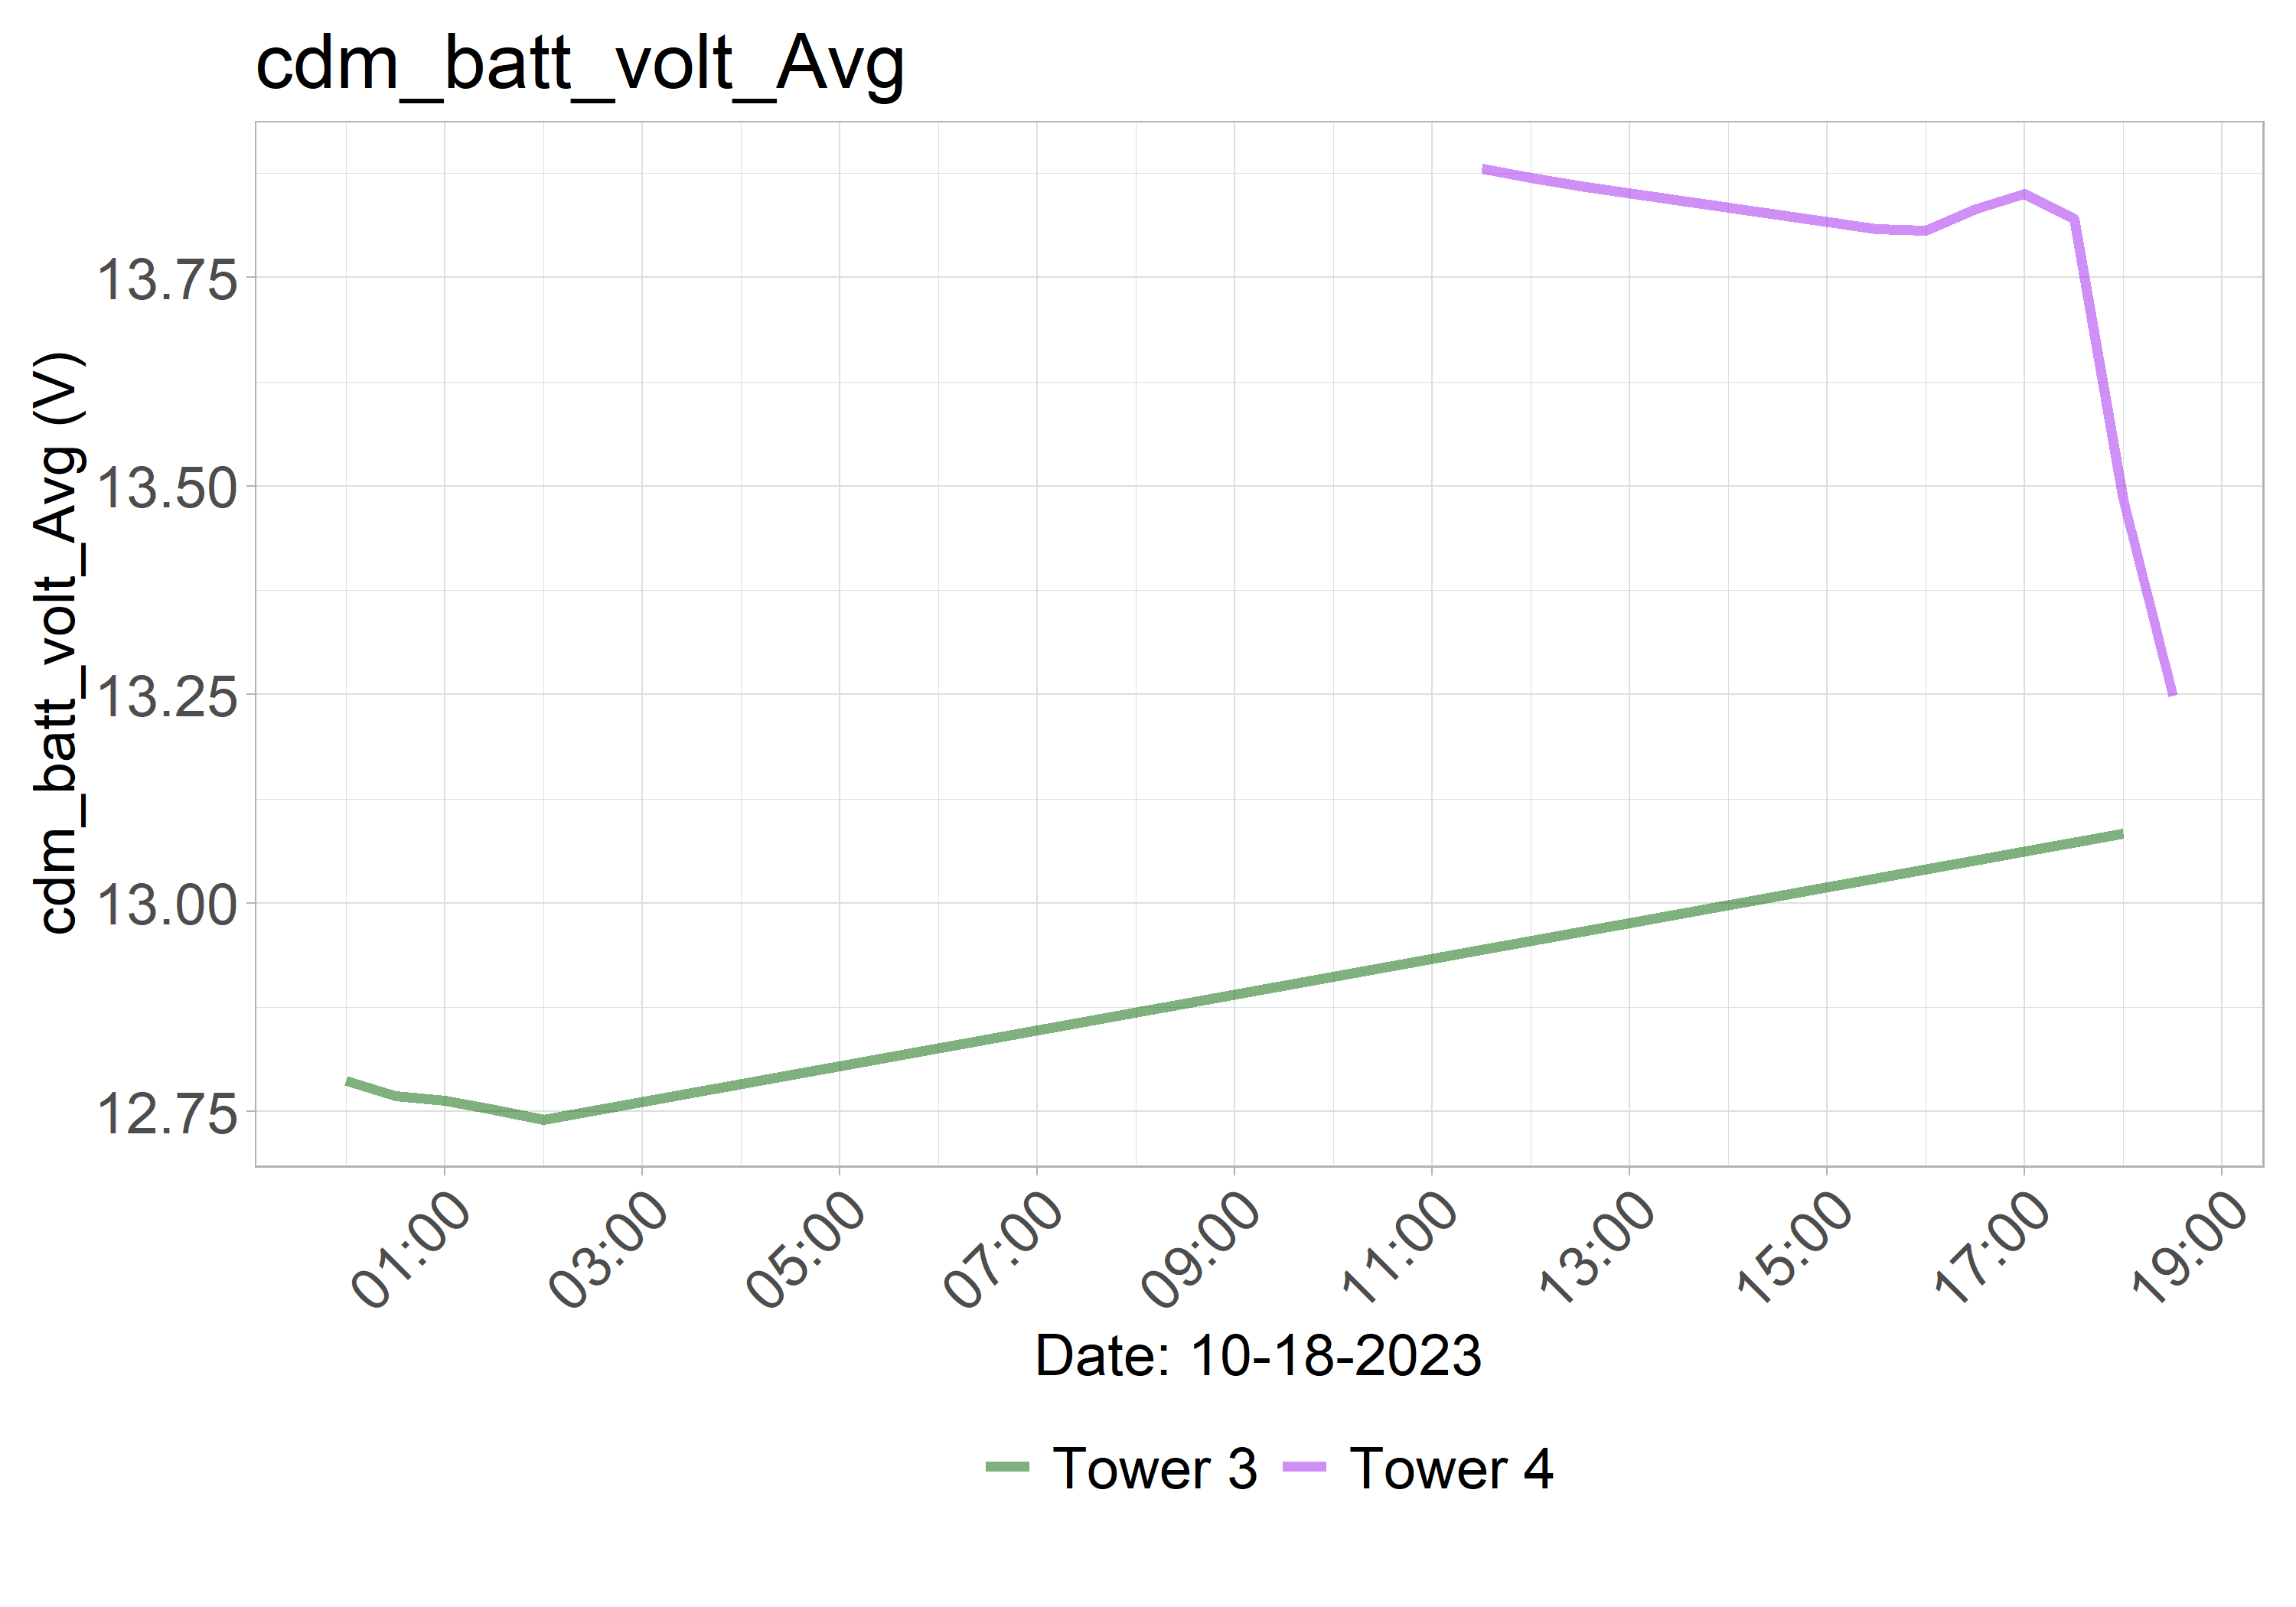 cdm_batt_volt_Avg
cdm_batt_volt_Avg (V)
13.75
13.50
13.25
13.00
12.75
01:00 03:00 05:00 07:00 09:00 11:00 13:00 15:00 17:00 19:00
Date: 10-18-2023
Tower 3 Tower 4